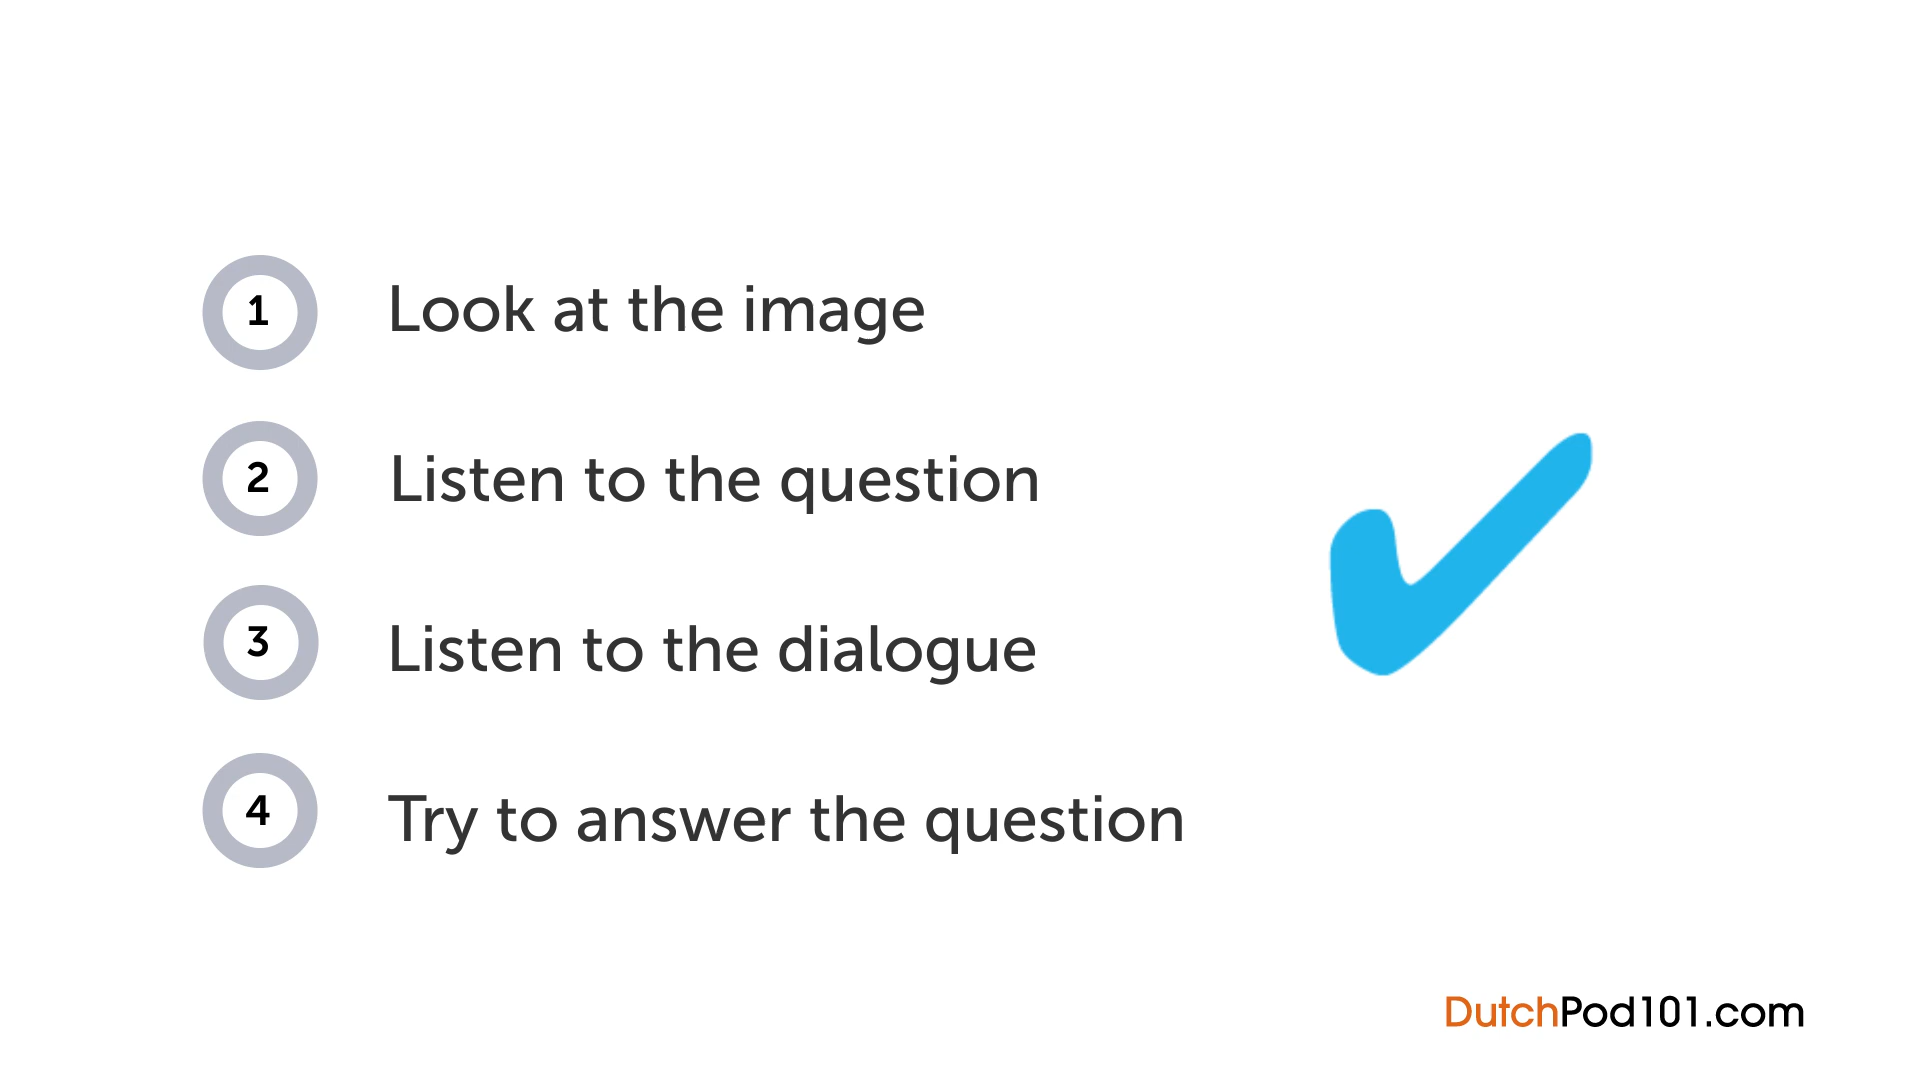 1 Look at the image
2 Listen to the question
3 Listen to the dialogue
4 Try to answer the question
DutchPod101.com